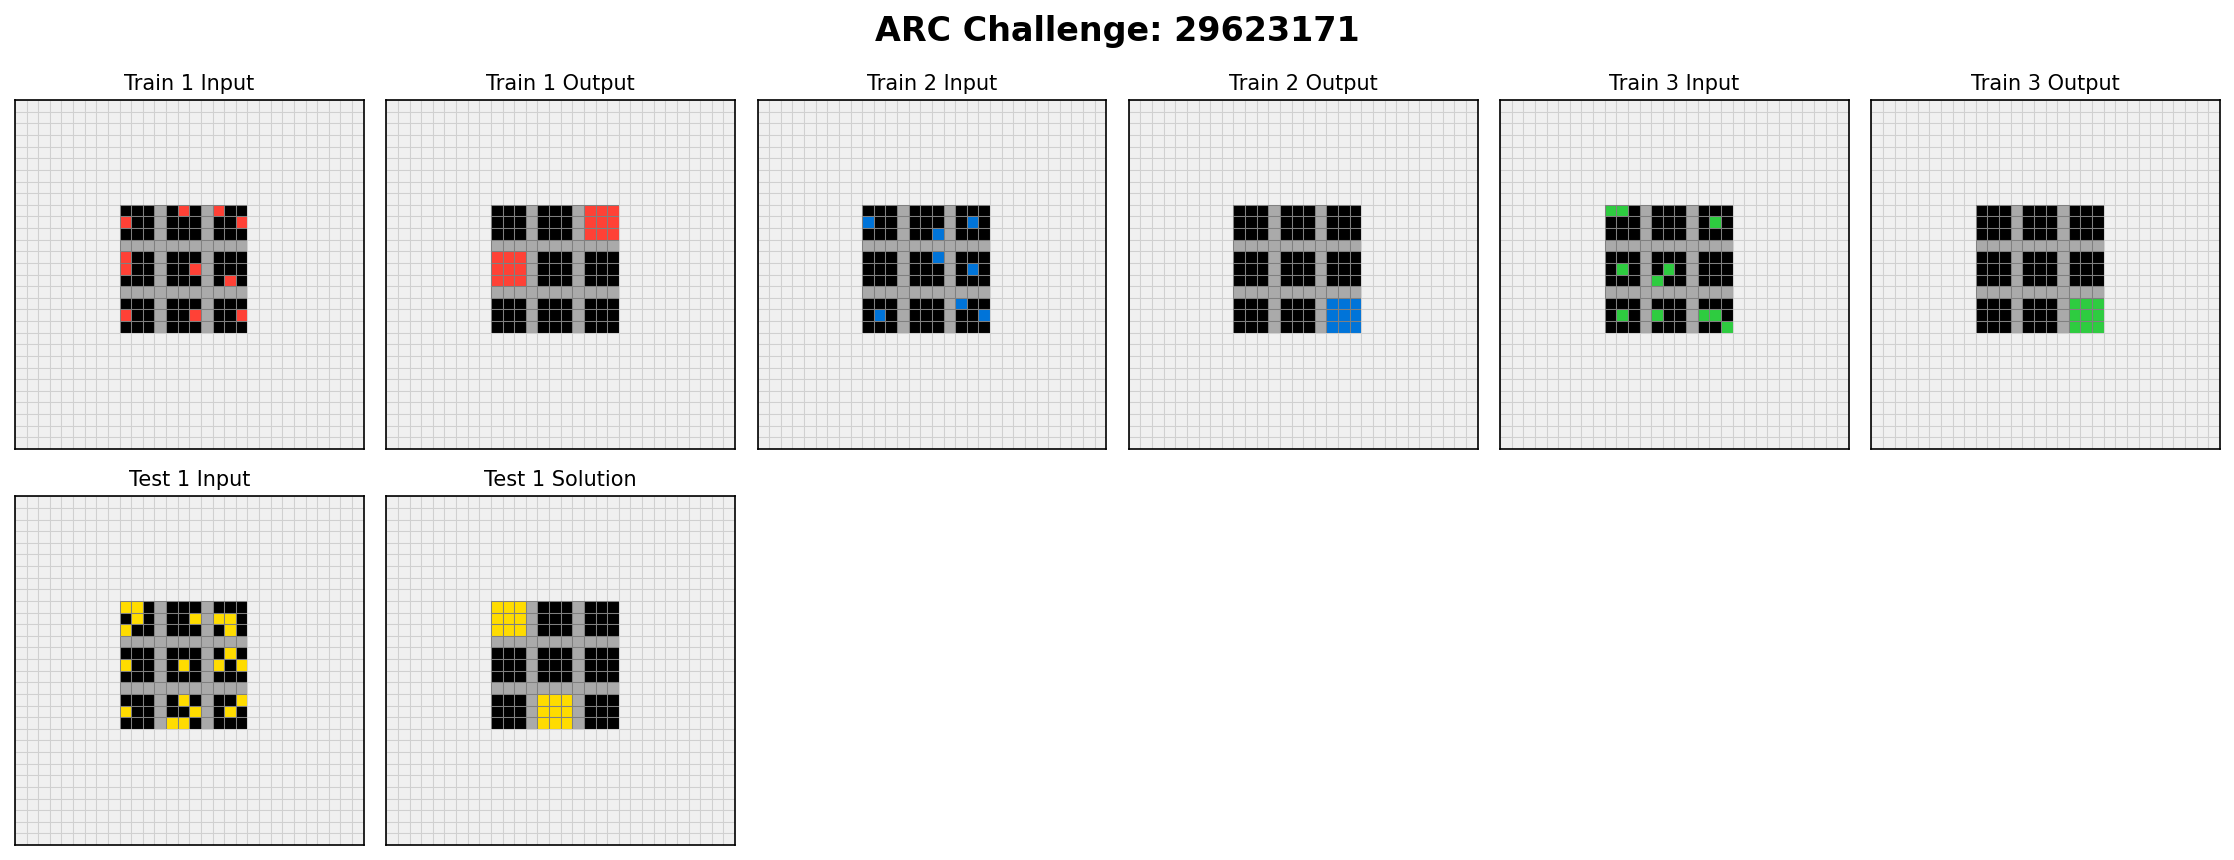 ARC Challenge: 29623171
Train 1 Input
Train 1 Output
Train 2 Input
Train 2 Output
Train 3 Input
Train 3 Output
Test 1 Input
Test 1 Solution